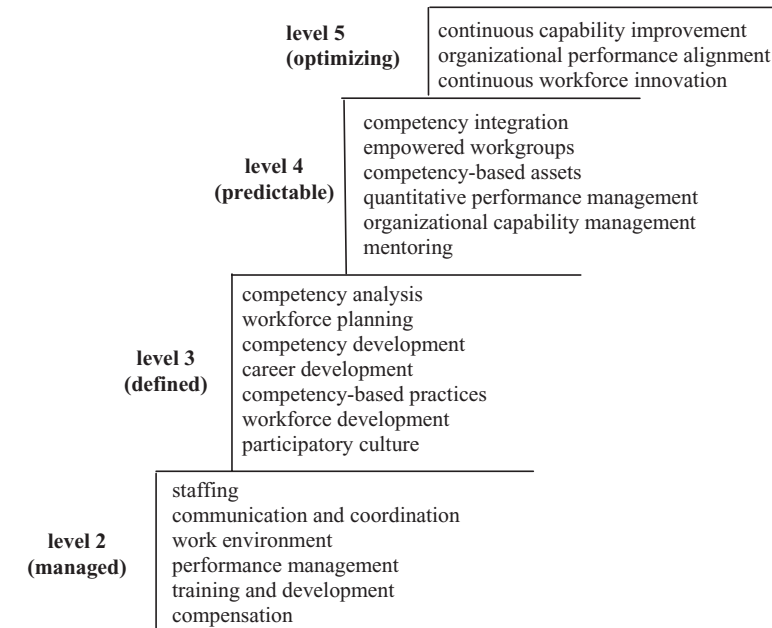 level 5
(optimizing)
continuous capability improvement
organizational performance alignment
continuous workforce innovation
level 4
(predictable)
competency integration
empowered workgroups
competency-based assets
quantitative performance management
organizational capability management
mentoring
level 3
(defined)
competency analysis
workforce planning
competency development
career development
competency-based practices
workforce development
participatory culture
level 2
(managed)
staffing
communication and coordination
work environment
performance management
training and development
compensation